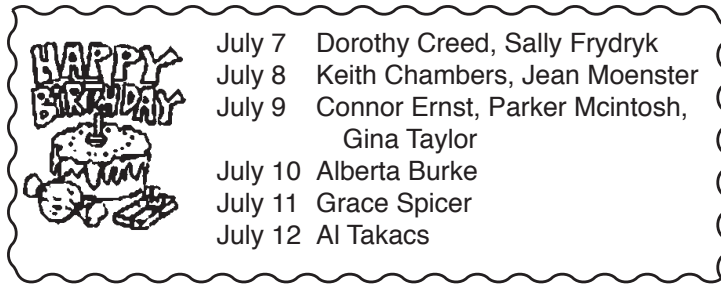 HAPPY
BIRTHDAY
July 7 Dorothy Creed, Sally Frydryk
July 8 Keith Chambers, Jean Moenster
July 9 Connor Ernst, Parker Mcintosh,
Gina Taylor
July 10 Alberta Burke
July 11 Grace Spicer
July 12 Al Takacs